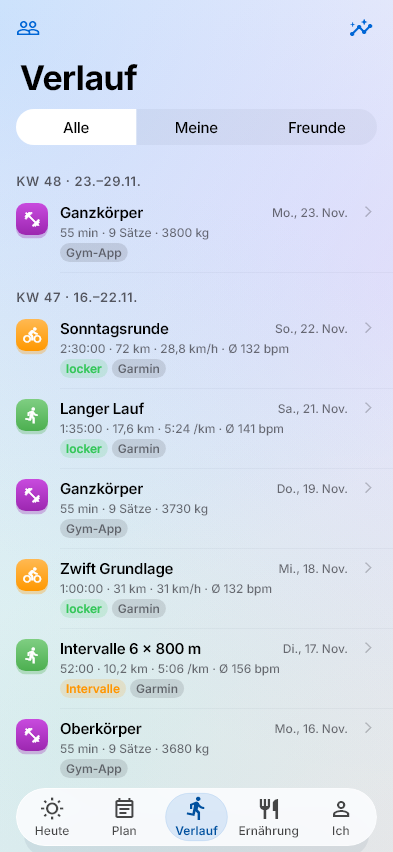 Verlauf
Alle Meine Freunde
KW 48 · 23.–29.11.
Ganzkörper Mo., 23. Nov.
55 min · 9 Sätze · 3800 kg
Gym-App
KW 47 · 16.–22.11.
Sonntagsrunde So., 22. Nov.
2:30:00 · 72 km · 28,8 km/h · Ø 132 bpm
locker Garmin
Langer Lauf Sa., 21. Nov.
1:35:00 · 17,6 km · 5:24 /km · Ø 141 bpm
locker Garmin
Ganzkörper Do., 19. Nov.
55 min · 9 Sätze · 3730 kg
Gym-App
Zwift Grundlage Mi., 18. Nov.
1:00:00 · 31 km · 31 km/h · Ø 132 bpm
locker Garmin
Intervalle 6 × 800 m Di., 17. Nov.
52:00 · 10,2 km · 5:06 /km · Ø 156 bpm
Intervalle Garmin
Oberkörper Mo., 16. Nov.
55 min · 9 Sätze · 3680 kg
Gym-App
Heute Plan Verlauf Ernährung Ich